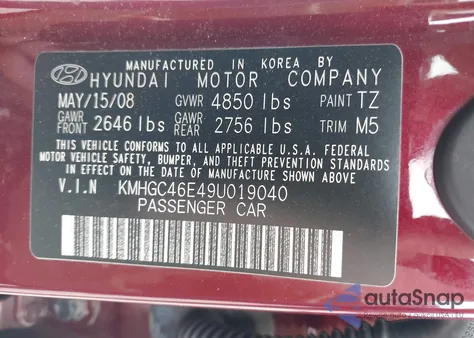 MANUFACTURED IN KOREA BY
HYUNDAI MOTOR COMPANY
MAY/15/08 GVWR 4850 lbs PAINT TZ
GAWR FRONT 2646 lbs GAWR REAR 2756 lbs TRIM M5
THIS VEHICLE CONFORMS TO ALL APPLICABLE U.S.A. FEDERAL
MOTOR VEHICLE SAFETY, BUMPER, AND THEFT PREVENTION STANDARDS
IN EFFECT ON THE DATE OF MANUFACTURE SHOWN ABOVE.
V.I.N KMHGC46E49U019040
PASSENGER CAR
autoSnap